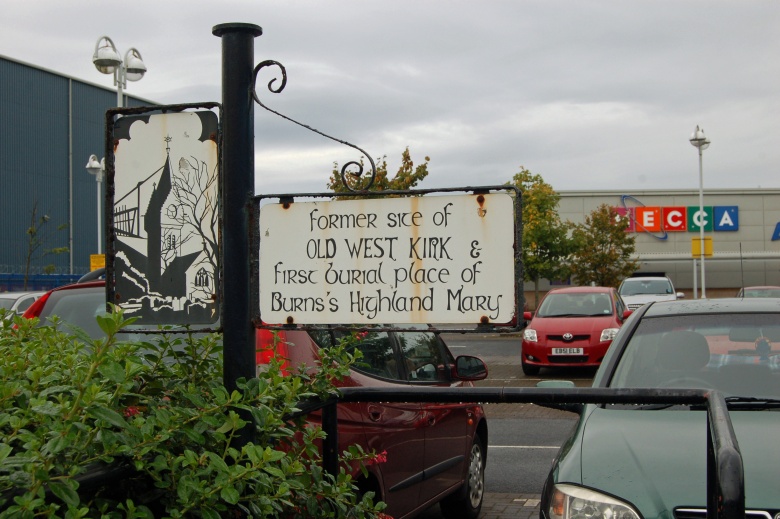 former site of
OLD WEST KIRK &
first burial place of
Burns's Highland Mary
ECCA